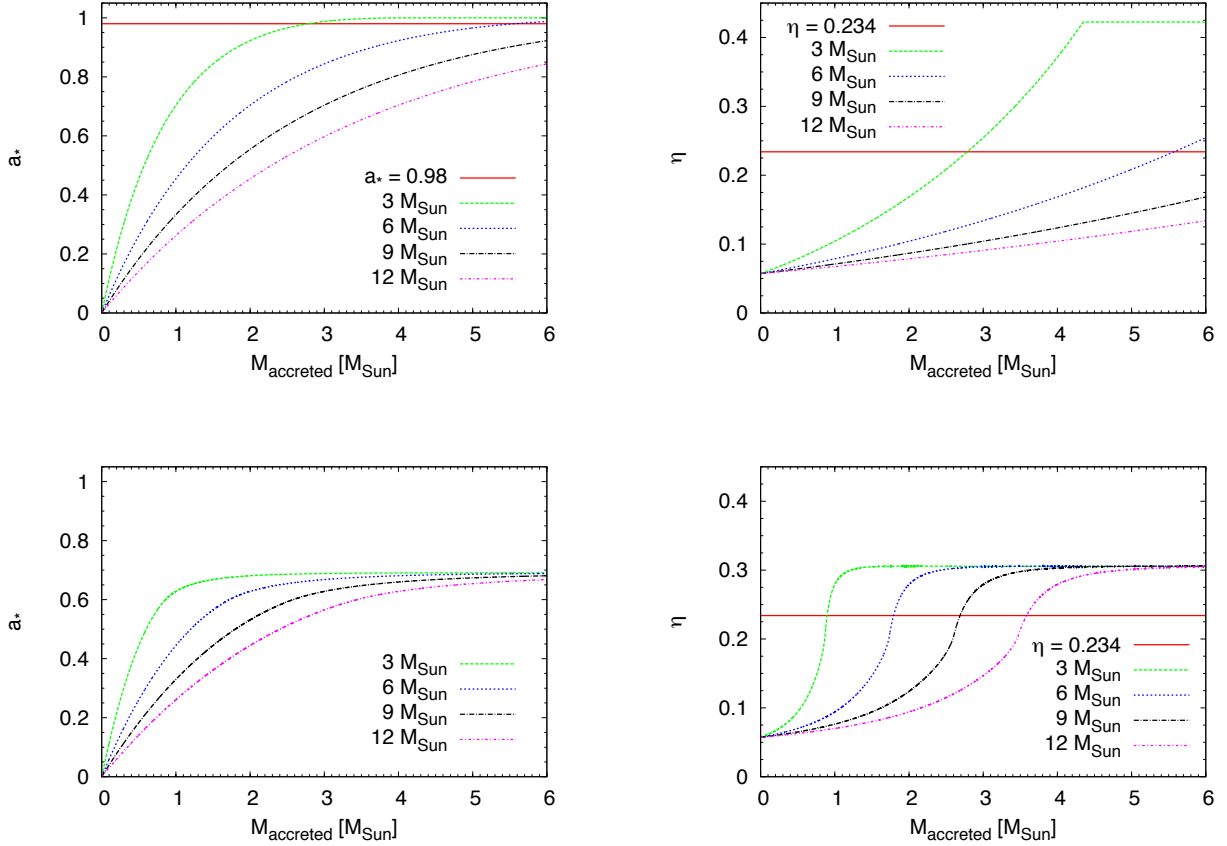 1
0.8
0.6
0.4
0.2
0
a* = 0.98
3 M_Sun
6 M_Sun
9 M_Sun
12 M_Sun
0 1 2 3 4 5 6
M_accreted [M_Sun]
a*
0.4
0.3
0.2
0.1
0
η = 0.234
3 M_Sun
6 M_Sun
9 M_Sun
12 M_Sun
0 1 2 3 4 5 6
M_accreted [M_Sun]
η
1
0.8
0.6
0.4
0.2
0
3 M_Sun
6 M_Sun
9 M_Sun
12 M_Sun
0 1 2 3 4 5 6
M_accreted [M_Sun]
a*
0.4
0.3
0.2
0.1
0
η = 0.234
3 M_Sun
6 M_Sun
9 M_Sun
12 M_Sun
0 1 2 3 4 5 6
M_accreted [M_Sun]
η